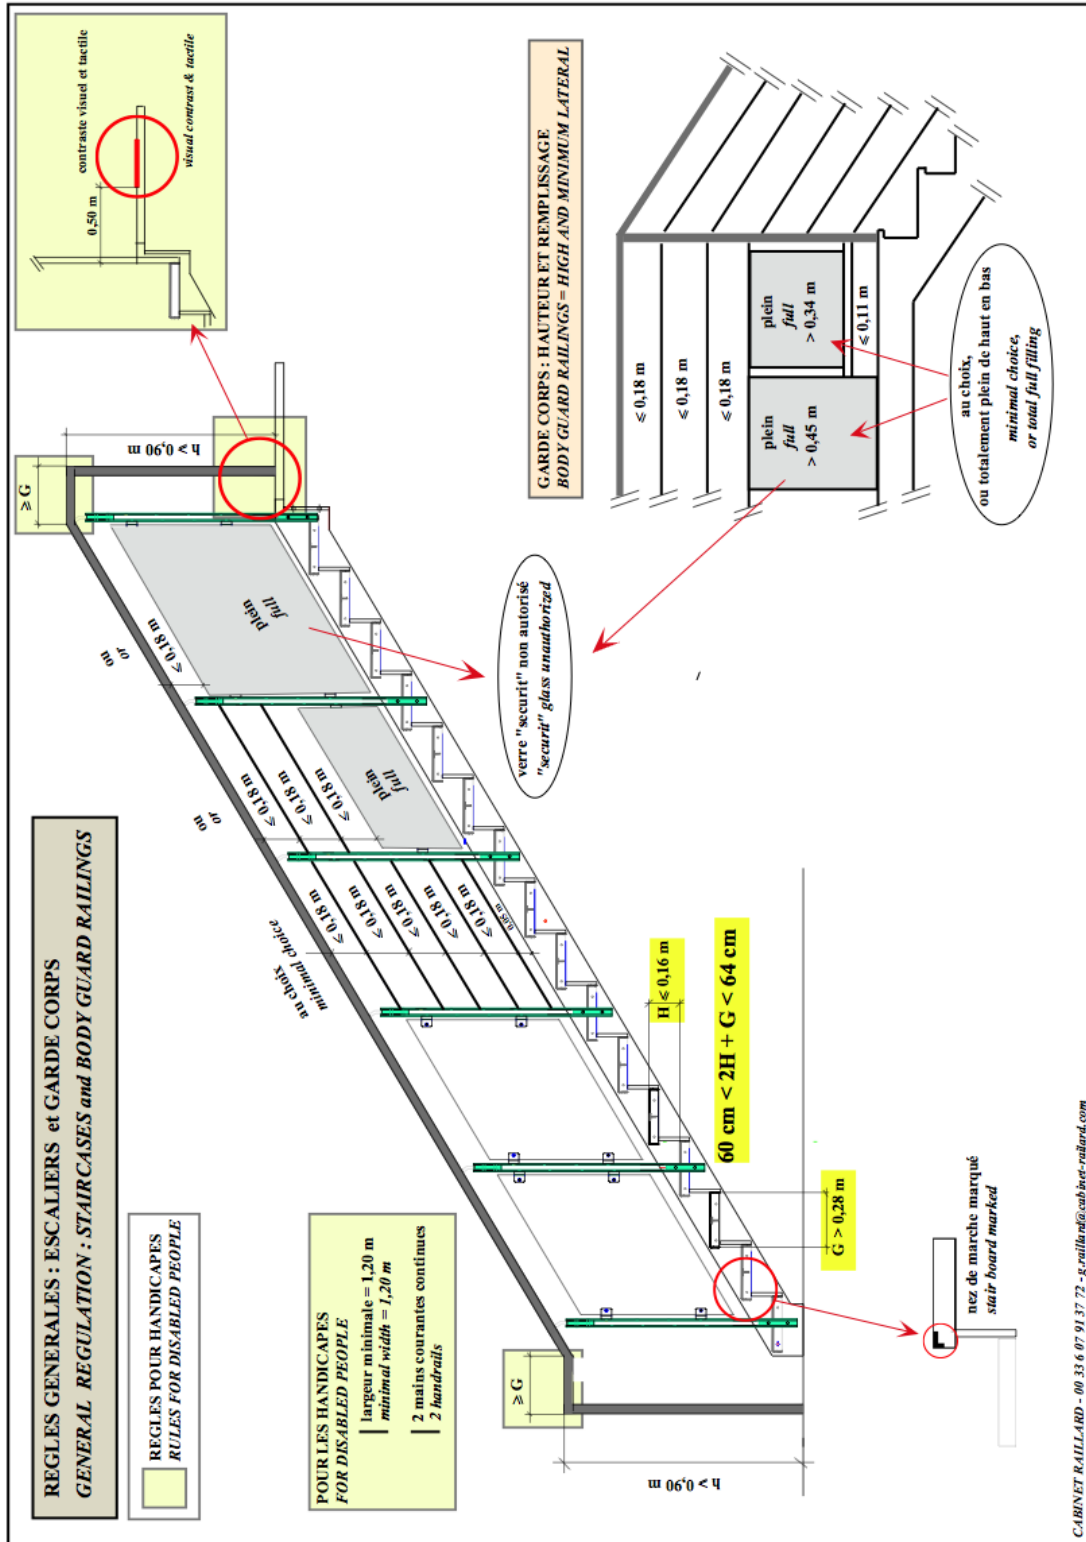 REGLES GENERALES : ESCALIERS et GARDE CORPS
GENERAL REGULATION : STAIRCASES and BODY GUARD RAILINGS
REGLES POUR HANDICAPES
RULES FOR DISABLED PEOPLE
POUR LES HANDICAPES
FOR DISABLED PEOPLE
largeur minimale = 1,20 m
minimal width = 1,20 m
2 mains courantes continues
2 handrails
≥ G
h ≥ 0,90 m
au choix
minimal choice
≤ 0,18 m
≤ 0,18 m
≤ 0,18 m
≤ 0,18 m
≤ 0,18 m
0,05 m
ou
or
≤ 0,18 m
≤ 0,18 m
≤ 0,18 m
plein
full
ou
or
≤ 0,18 m
plein
full
≥ G
h ≥ 0,90 m
contraste visuel et tactile
0,50 m
visual contrast & tactile
verre "securit" non autorisé
"securit" glass unauthorized
H ≤ 0,16 m
60 cm < 2H + G < 64 cm
G > 0,28 m
nez de marche marqué
stair board marked
GARDE CORPS : HAUTEUR ET REMPLISSAGE
BODY GUARD RAILINGS = HIGH AND MINIMUM LATERAL
≤ 0,18 m
≤ 0,18 m
≤ 0,18 m
plein
full
> 0,45 m
plein
full
> 0,34 m
≤ 0,11 m
au choix,
ou totalement plein de haut en bas
minimal choice,
or total full filling
CABINET RAILLARD - 00 33 6 07 91 37 72 - g.raillard@cabinet-railard.com